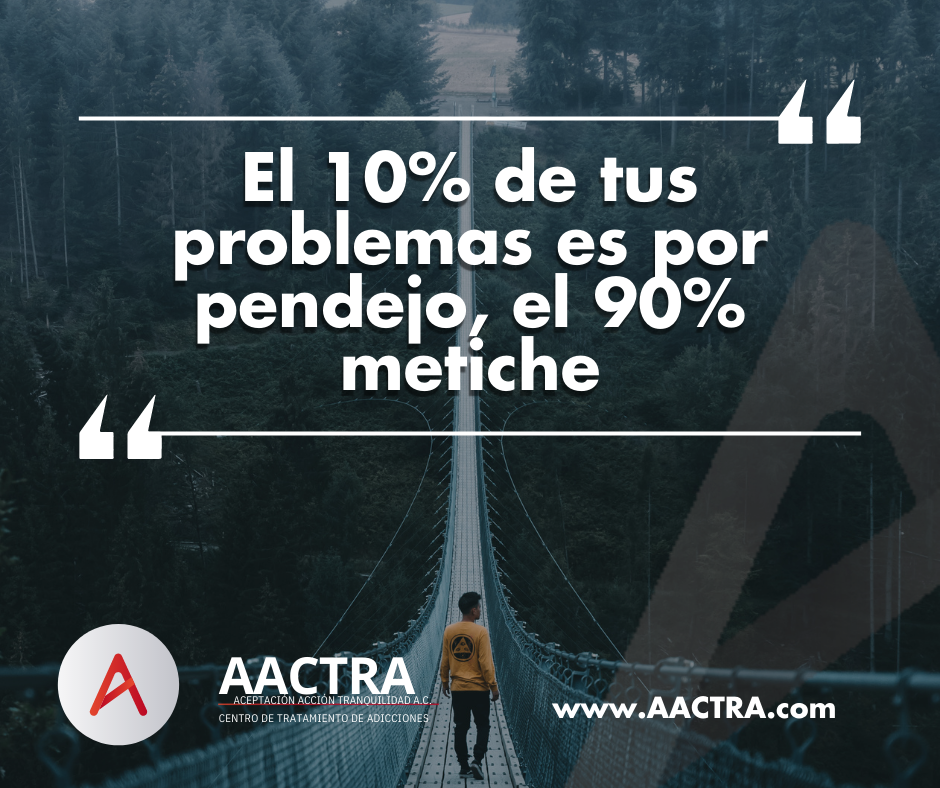 El 10% de tus
problemas es por
pendejo, el 90%
metiche
AACTRA
ACEPTACIÓN ACCIÓN TRANQUILIDAD A.C.
CENTRO DE TRATAMIENTO DE ADICCIONES
www.AACTRA.com